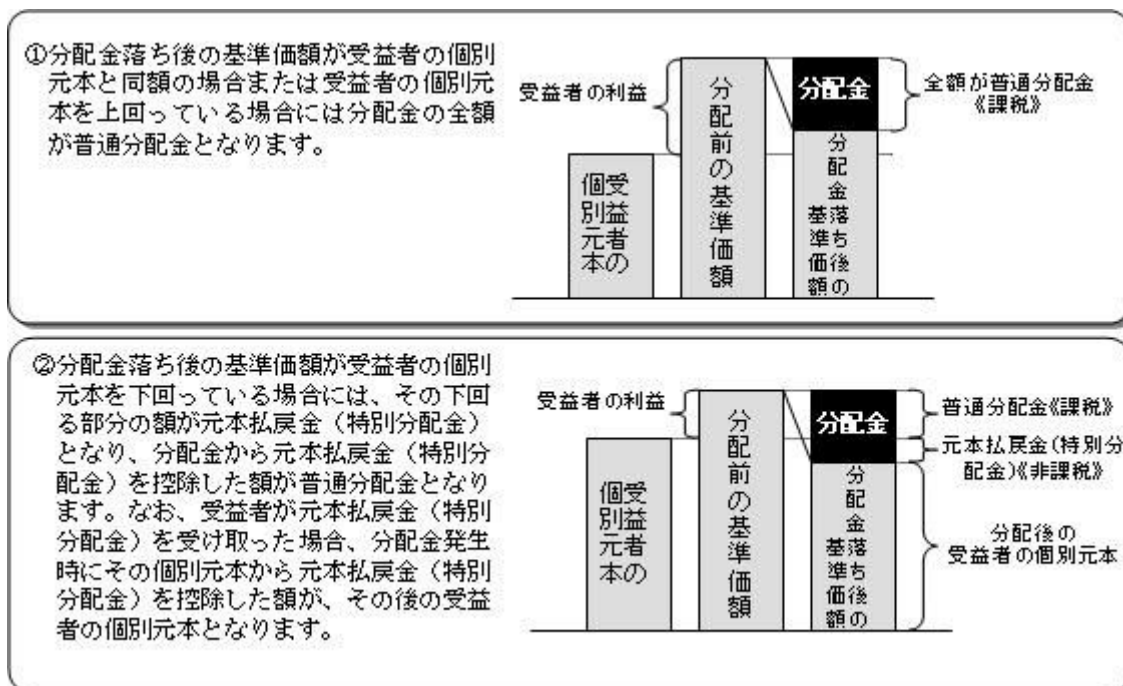 ①分配金落ち後の基準価額が受益者の個別
元本と同額の場合または受益者の個別元
本を上回っている場合には分配金の全額
が普通分配金となります。
受益者の利益
個別元本
受益者の
分配前の基準価額
分配金
基準価額
分配金落ち後の
全額が普通分配金
《課税》
②分配金落ち後の基準価額が受益者の個別
元本を下回っている場合には、その下回
る部分の額が元本払戻金（特別分配金）
となり、分配金から元本払戻金（特別分
配金）を控除した額が普通分配金となり
ます。なお、受益者が元本払戻金（特別
分配金）を受け取った場合、分配金発生
時にその個別元本から元本払戻金（特別
分配金）を控除した額が、その後の受益
者の個別元本となります。
受益者の利益
受益者の
個別元本
分配前の基準価額
分配金
分配金落ち後の
基準価額
普通分配金《課税》
元本払戻金(特別分
配金)《非課税》
分配後の
受益者の個別元本